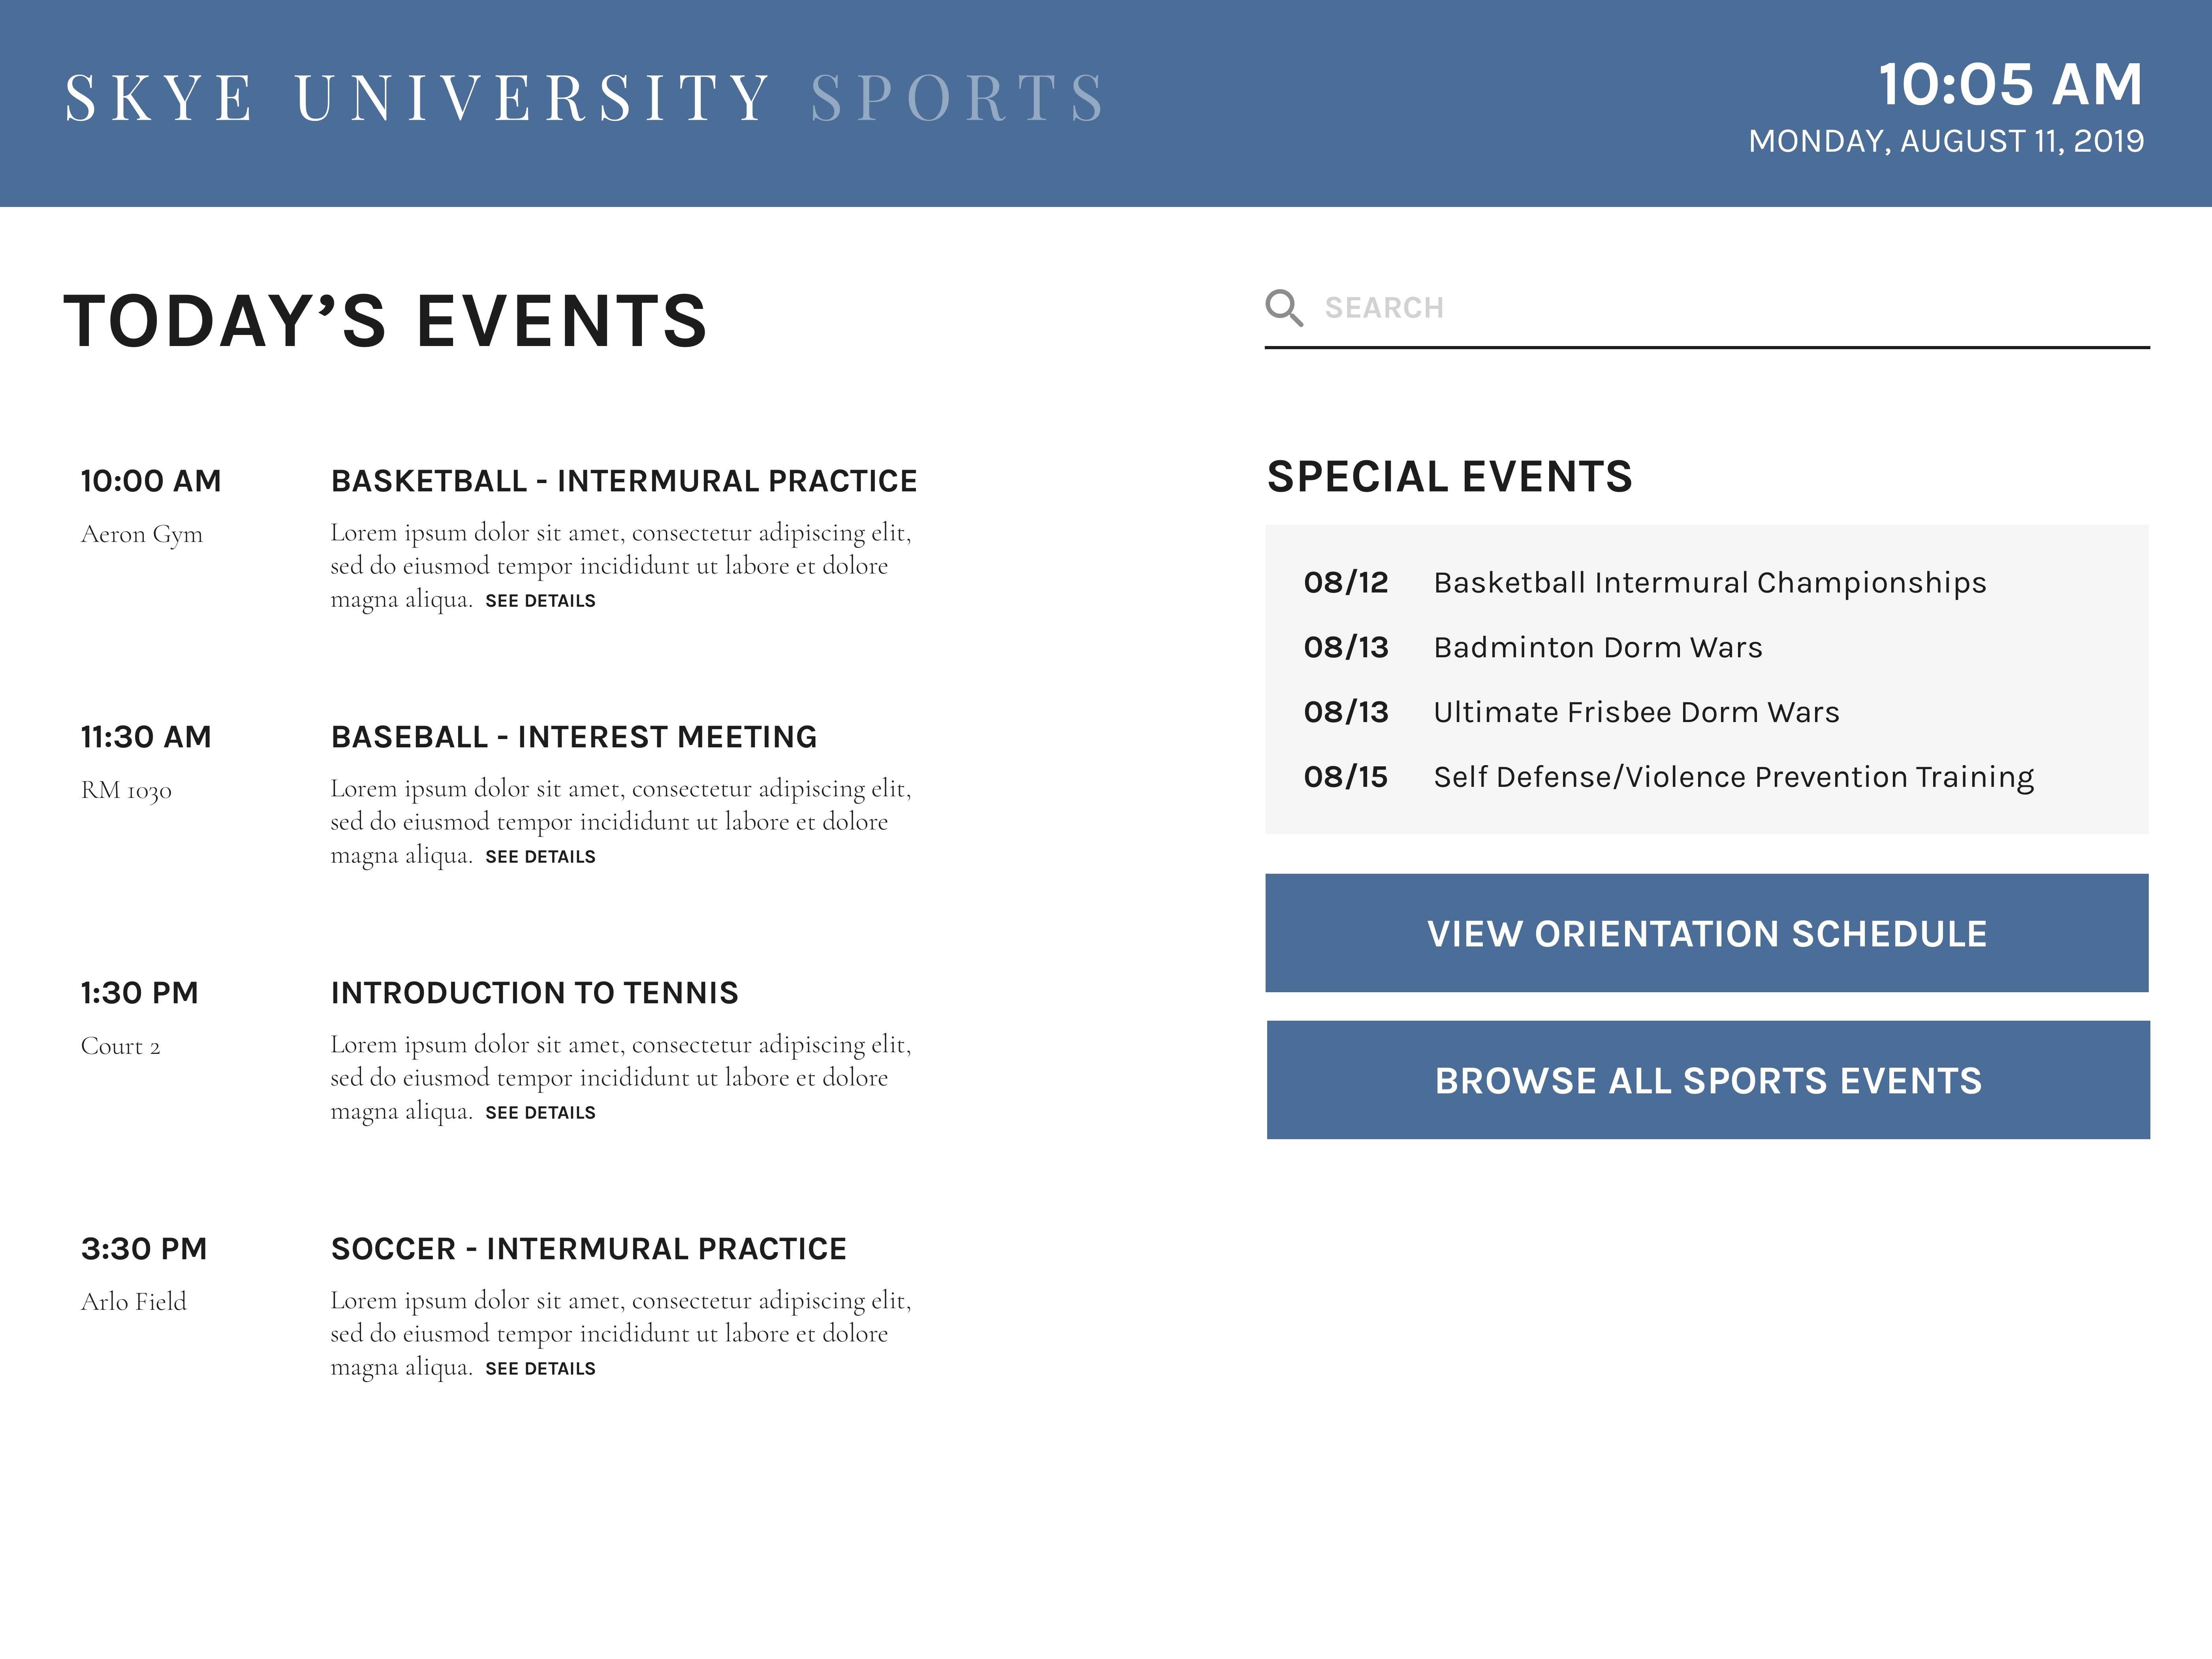 SKYE UNIVERSITY SPORTS
10:05 AM
MONDAY, AUGUST 11, 2019
TODAY’S EVENTS
10:00 AM
Aeron Gym
BASKETBALL - INTERMURAL PRACTICE
Lorem ipsum dolor sit amet, consectetur adipiscing elit,
sed do eiusmod tempor incididunt ut labore et dolore
magna aliqua. SEE DETAILS
11:30 AM
RM 1030
BASEBALL - INTEREST MEETING
Lorem ipsum dolor sit amet, consectetur adipiscing elit,
sed do eiusmod tempor incididunt ut labore et dolore
magna aliqua. SEE DETAILS
1:30 PM
Court 2
INTRODUCTION TO TENNIS
Lorem ipsum dolor sit amet, consectetur adipiscing elit,
sed do eiusmod tempor incididunt ut labore et dolore
magna aliqua. SEE DETAILS
3:30 PM
Arlo Field
SOCCER - INTERMURAL PRACTICE
Lorem ipsum dolor sit amet, consectetur adipiscing elit,
sed do eiusmod tempor incididunt ut labore et dolore
magna aliqua. SEE DETAILS
SEARCH
SPECIAL EVENTS
08/12 Basketball Intermural Championships
08/13 Badminton Dorm Wars
08/13 Ultimate Frisbee Dorm Wars
08/15 Self Defense/Violence Prevention Training
VIEW ORIENTATION SCHEDULE
BROWSE ALL SPORTS EVENTS